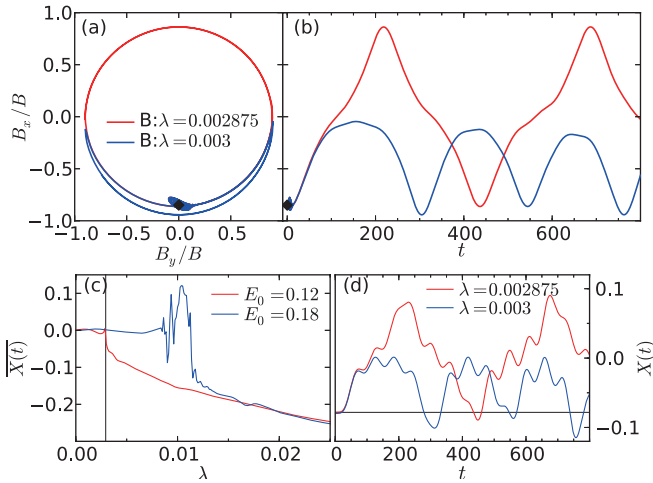 (a)
B_x/B
1.0
0.5
0.0
−0.5
−1.0
B:λ=0.002875
B:λ=0.003
−1.0 −0.5 0.0 0.5
B_y/B
(b)
0 200 400 600
t
(c)
E_0=0.12
E_0=0.18
\overline{X(t)}
0.1
0.0
−0.1
−0.2
0.00 0.01 0.02
λ
(d)
λ=0.002875
λ=0.003
0.1
0.0
−0.1
X(t)
0 200 400 600
t